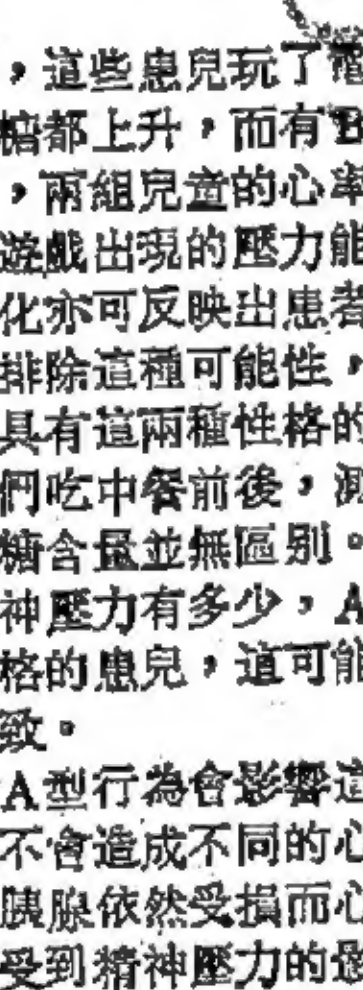 ，這些患兒玩了電
糖都上升，而有
，兩組兒童的心率
遊戲出現的壓力能
化亦可反映出患者
排除這種可能性，
具有這兩種性格的
們吃中餐前後，測
糖含量並無區别。
神壓力有多少，A
格的患兒，這可能
致。
A型行為會影響這
不會造成不同的心
胰腺依然受損而心
受到精神壓力的影